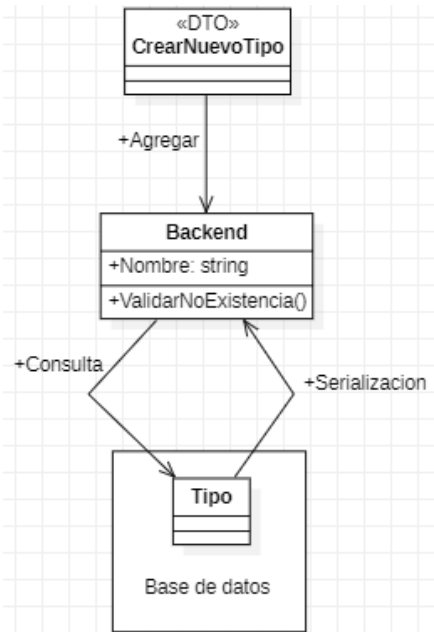 «DTO»
CrearNuevoTipo
+Agregar
Backend
+Nombre: string
+ValidarNoExistencia()
+Consulta
+Serializacion
Tipo
Base de datos